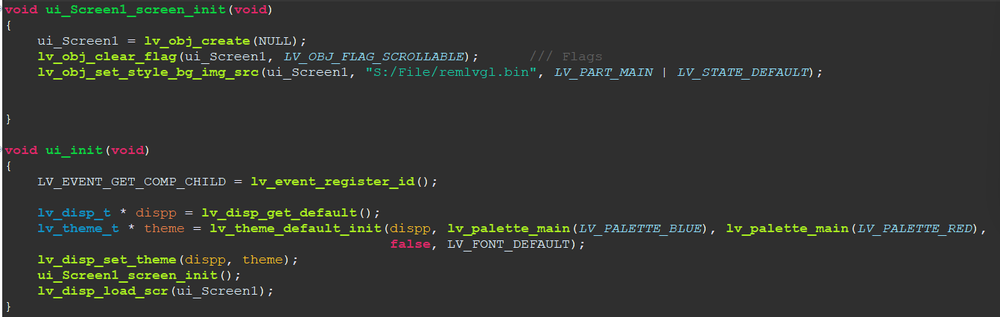 void ui_Screen1_screen_init(void)
{
    ui_Screen1 = lv_obj_create(NULL);
    lv_obj_clear_flag(ui_Screen1, LV_OBJ_FLAG_SCROLLABLE);      /// Flags
    lv_obj_set_style_bg_img_src(ui_Screen1, "S:/File/remlvgl.bin", LV_PART_MAIN | LV_STATE_DEFAULT);
}
void ui_init(void)
{
    LV_EVENT_GET_COMP_CHILD = lv_event_register_id();
    lv_disp_t * dispp = lv_disp_get_default();
    lv_theme_t * theme = lv_theme_default_init(dispp, lv_palette_main(LV_PALETTE_BLUE), lv_palette_main(LV_PALETTE_RED),
                                               false, LV_FONT_DEFAULT);
    lv_disp_set_theme(dispp, theme);
    ui_Screen1_screen_init();
    lv_disp_load_scr(ui_Screen1);
}